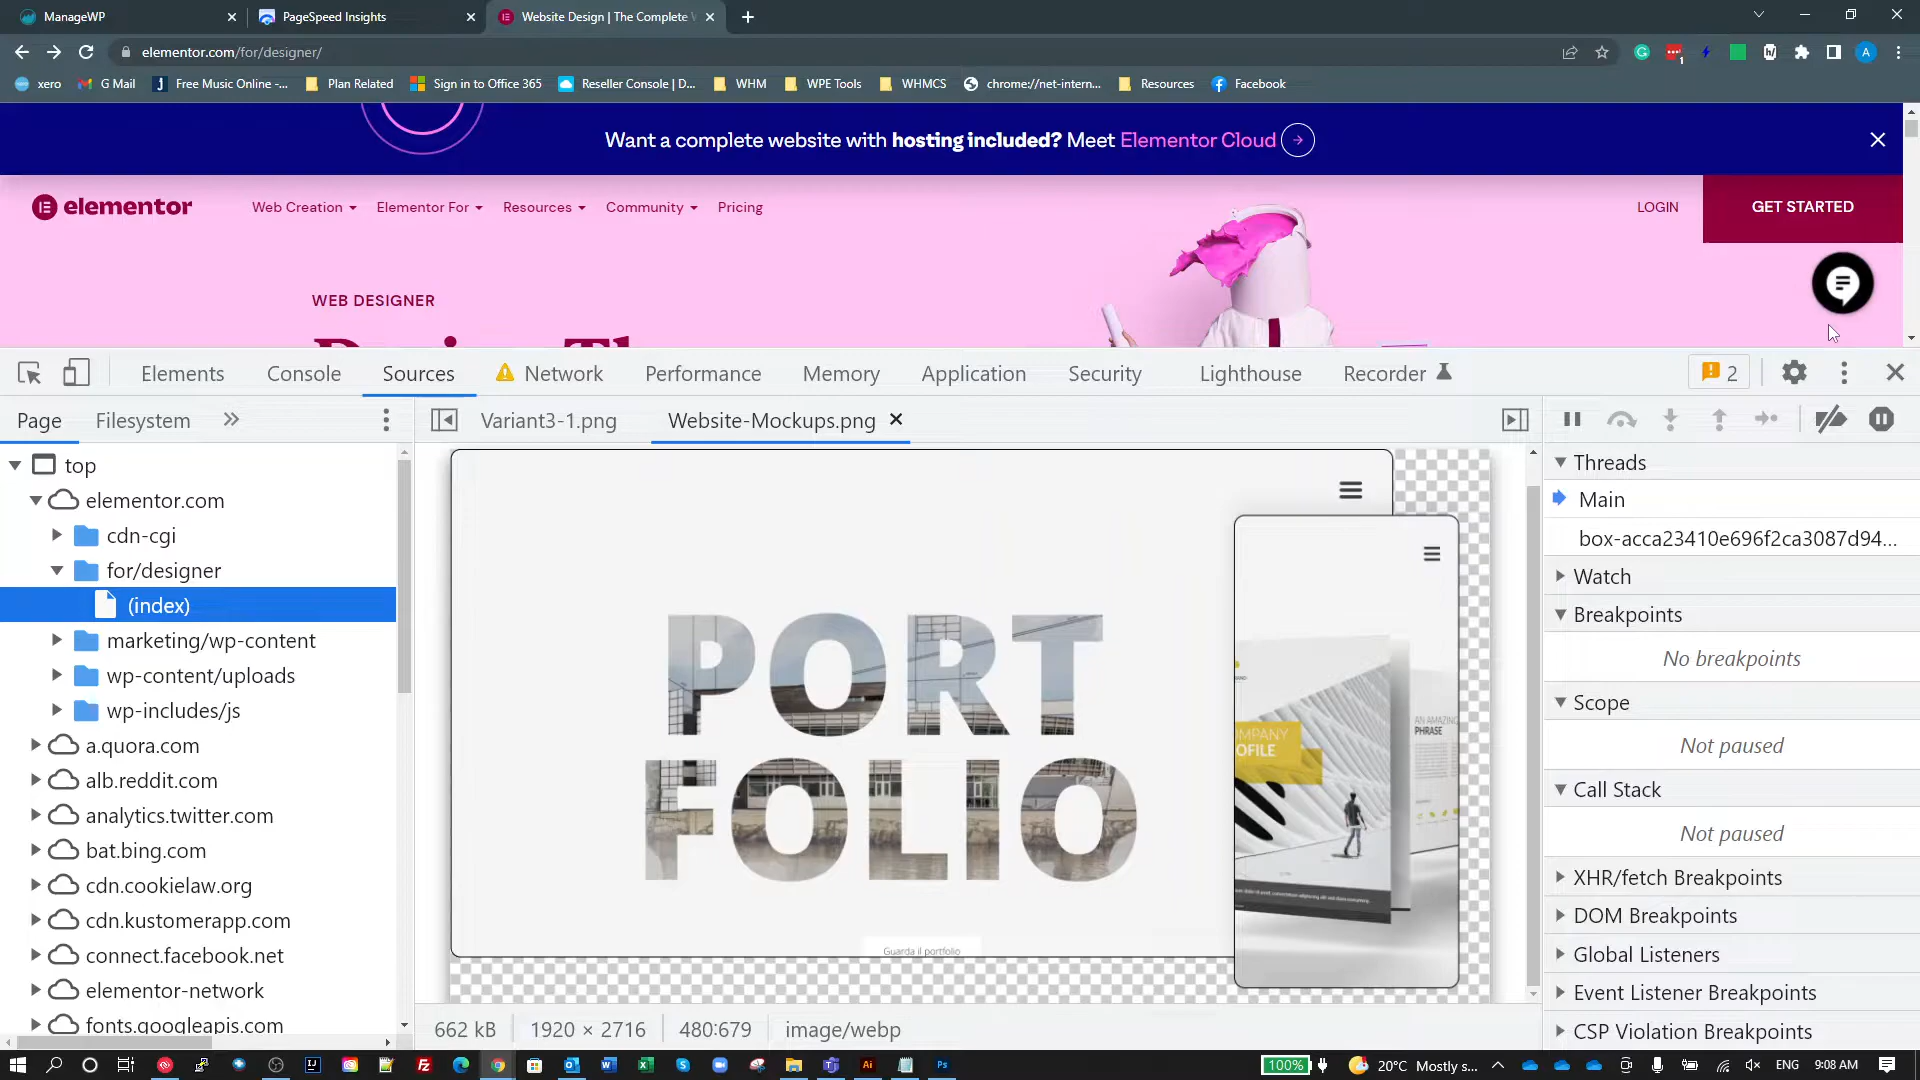 ManageWP
PageSpeed Insights
Website Design | The Complete W
elementor.com/for/designer/
xero
G Mail
Free Music Online -...
Plan Related
Sign in to Office 365
Reseller Console | D...
WHM
WPE Tools
WHMCS
chrome://net-intern...
Resources
Facebook
Want a complete website with hosting included? Meet Elementor Cloud
elementor
Web Creation
Elementor For
Resources
Community
Pricing
LOGIN
GET STARTED
WEB DESIGNER
Elements
Console
Sources
Network
Performance
Memory
Application
Security
Lighthouse
Recorder
2
Page
Filesystem
Variant3-1.png
Website-Mockups.png
top
elementor.com
cdn-cgi
for/designer
(index)
marketing/wp-content
wp-content/uploads
wp-includes/js
a.quora.com
alb.reddit.com
analytics.twitter.com
bat.bing.com
cdn.cookielaw.org
cdn.kustomerapp.com
connect.facebook.net
elementor-network
fonts.googleapis.com
PORT
FOLIO
Guarda il portfolio
OMPANY
OFILE
AN AMAZING
PHRASE
662 kB
1920 × 2716
480:679
image/webp
Threads
Main
box-acca23410e696f2ca3087d94...
Watch
Breakpoints
No breakpoints
Scope
Not paused
Call Stack
Not paused
XHR/fetch Breakpoints
DOM Breakpoints
Global Listeners
Event Listener Breakpoints
CSP Violation Breakpoints
100%
20°C Mostly s...
ENG
9:08 AM